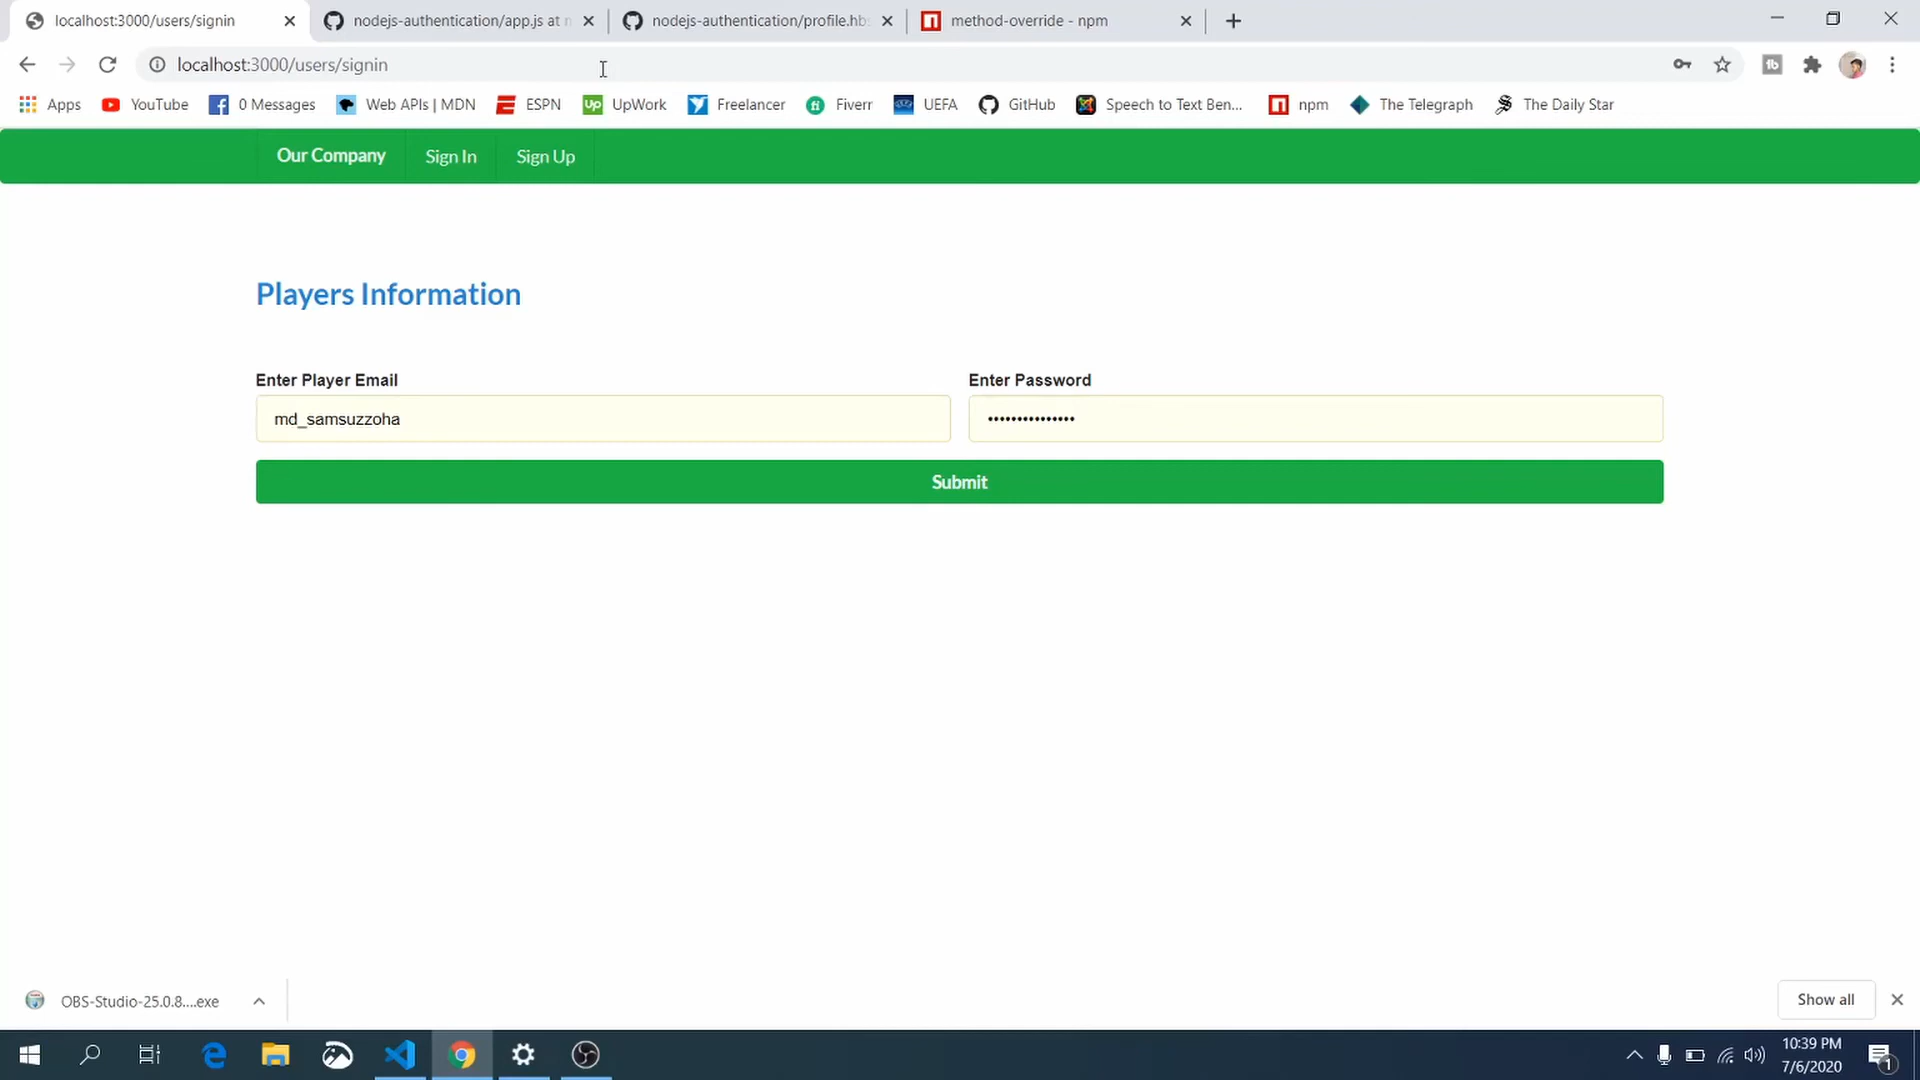 localhost:3000/users/signin
nodejs-authentication/app.js at
nodejs-authentication/profile.hbs
method-override - npm
localhost:3000/users/signin
Apps YouTube 0 Messages Web APIs | MDN ESPN UpWork Freelancer Fiverr UEFA GitHub Speech to Text Ben... npm The Telegraph The Daily Star
Our Company Sign In Sign Up
Players Information
Enter Player Email Enter Password
md_samsuzzoha •••••••••••••••
Submit
OBS-Studio-25.0.8....exe Show all
10:39 PM
7/6/2020
1